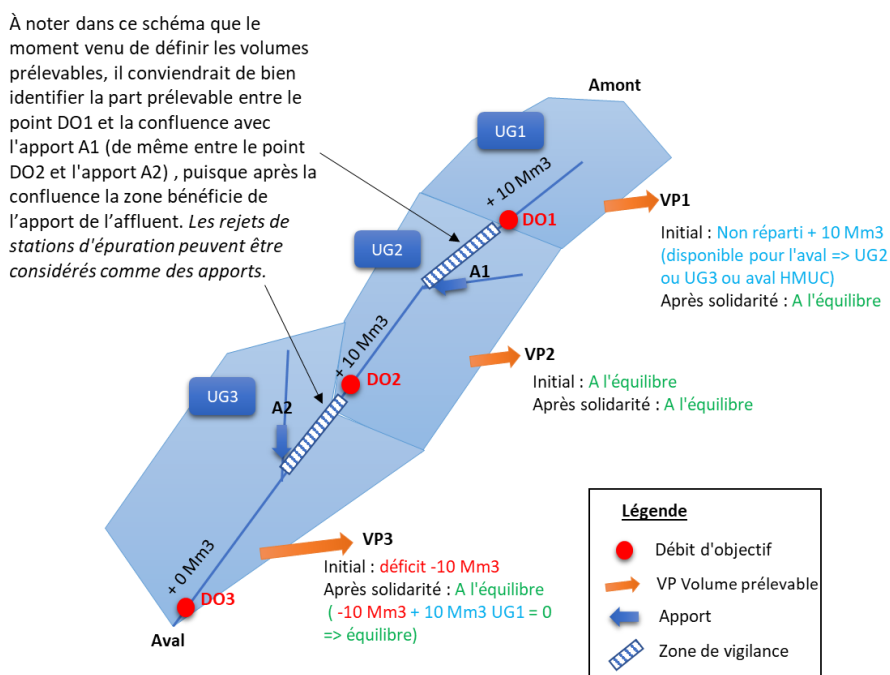 À noter dans ce schéma que le
moment venu de définir les volumes
prélevables, il conviendrait de bien
identifier la part prélevable entre le
point DO1 et la confluence avec
l'apport A1 (de même entre le point
DO2 et l'apport A2) , puisque après la
confluence la zone bénéficie de
l'apport de l'affluent. Les rejets de
stations d'épuration peuvent être
considérés comme des apports.
Amont
UG1
+ 10 Mm3
DO1
VP1
Initial : Non réparti + 10 Mm3
(disponible pour l'aval => UG2
ou UG3 ou aval HMUC)
Après solidarité : A l'équilibre
UG2
A1
+ 10 Mm3
DO2
VP2
Initial : A l'équilibre
Après solidarité : A l'équilibre
UG3
A2
+ 0 Mm3
DO3
Aval
VP3
Initial : déficit -10 Mm3
Après solidarité : A l'équilibre
( -10 Mm3 + 10 Mm3 UG1 = 0
=> équilibre)
Légende
Débit d'objectif
VP Volume prélevable
Apport
Zone de vigilance